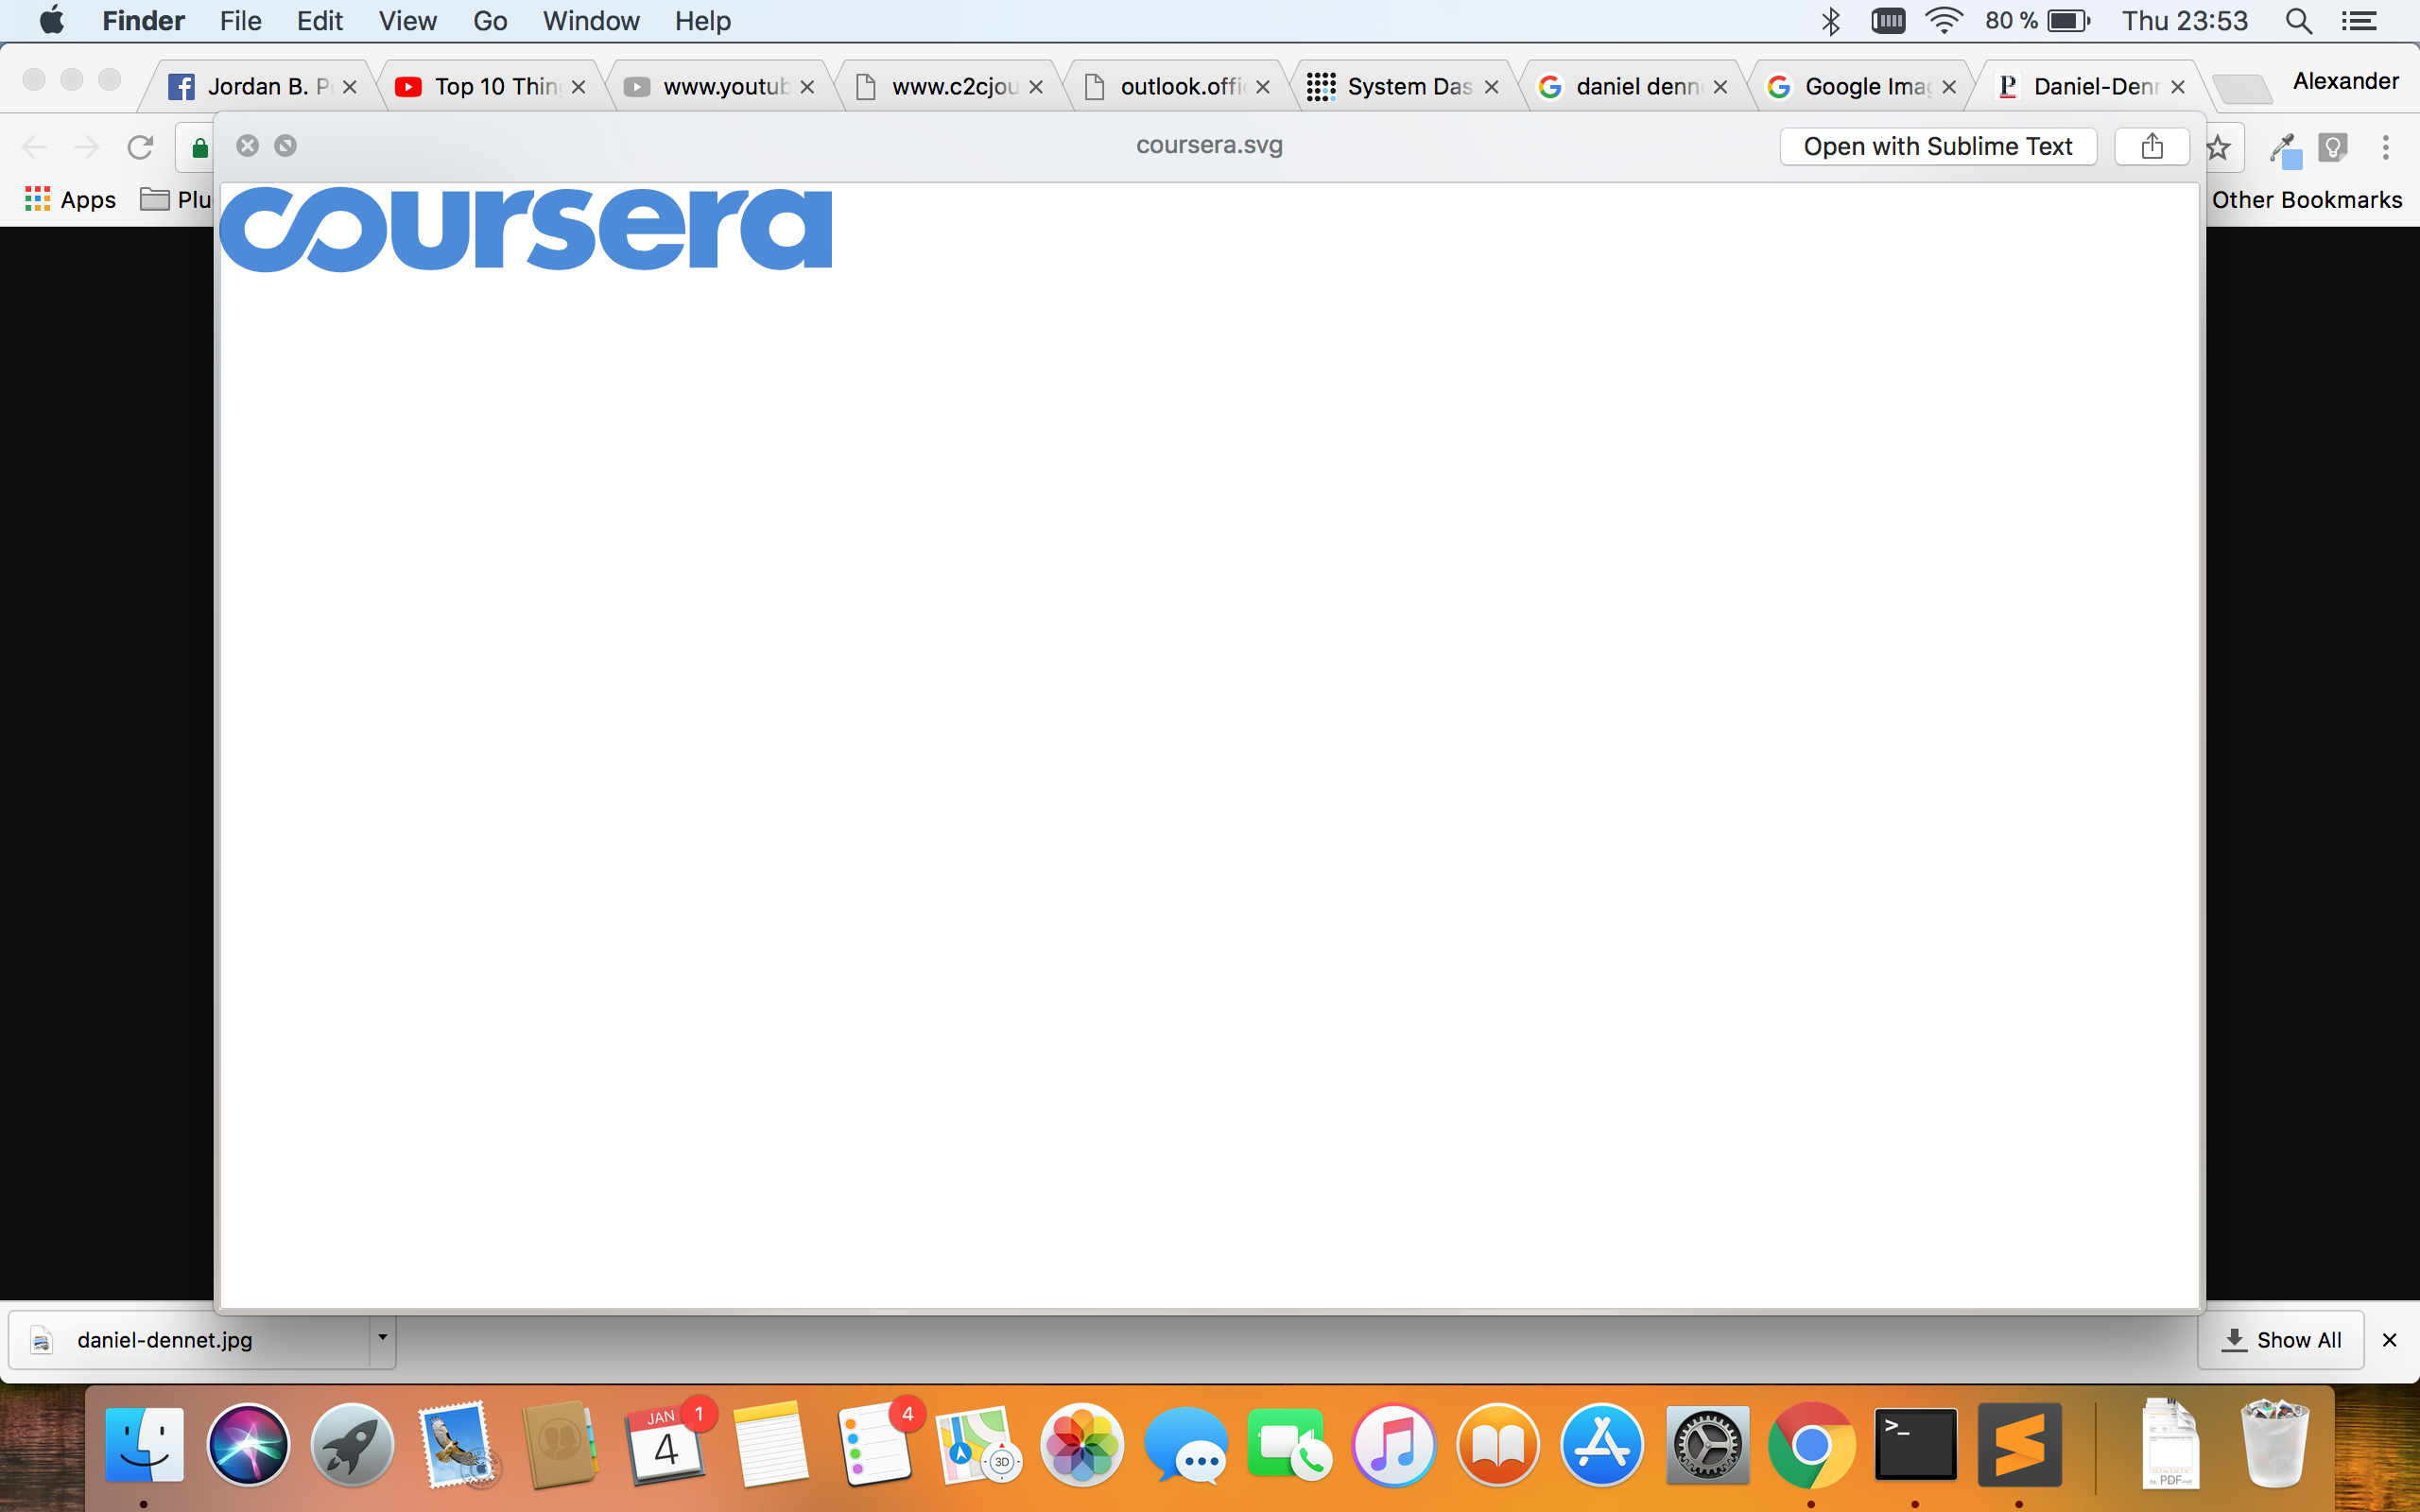 Finder File Edit View Go Window Help 80 % Thu 23:53
Jordan B. P Top 10 Thin www.youtub www.c2cjou outlook.offi System Das daniel denn Google Imag Daniel-Denn Alexander
coursera.svg Open with Sublime Text
Apps Plu Other Bookmarks
coursera
daniel-dennet.jpg Show All
JAN 1 4
4
3D
>_
PDF